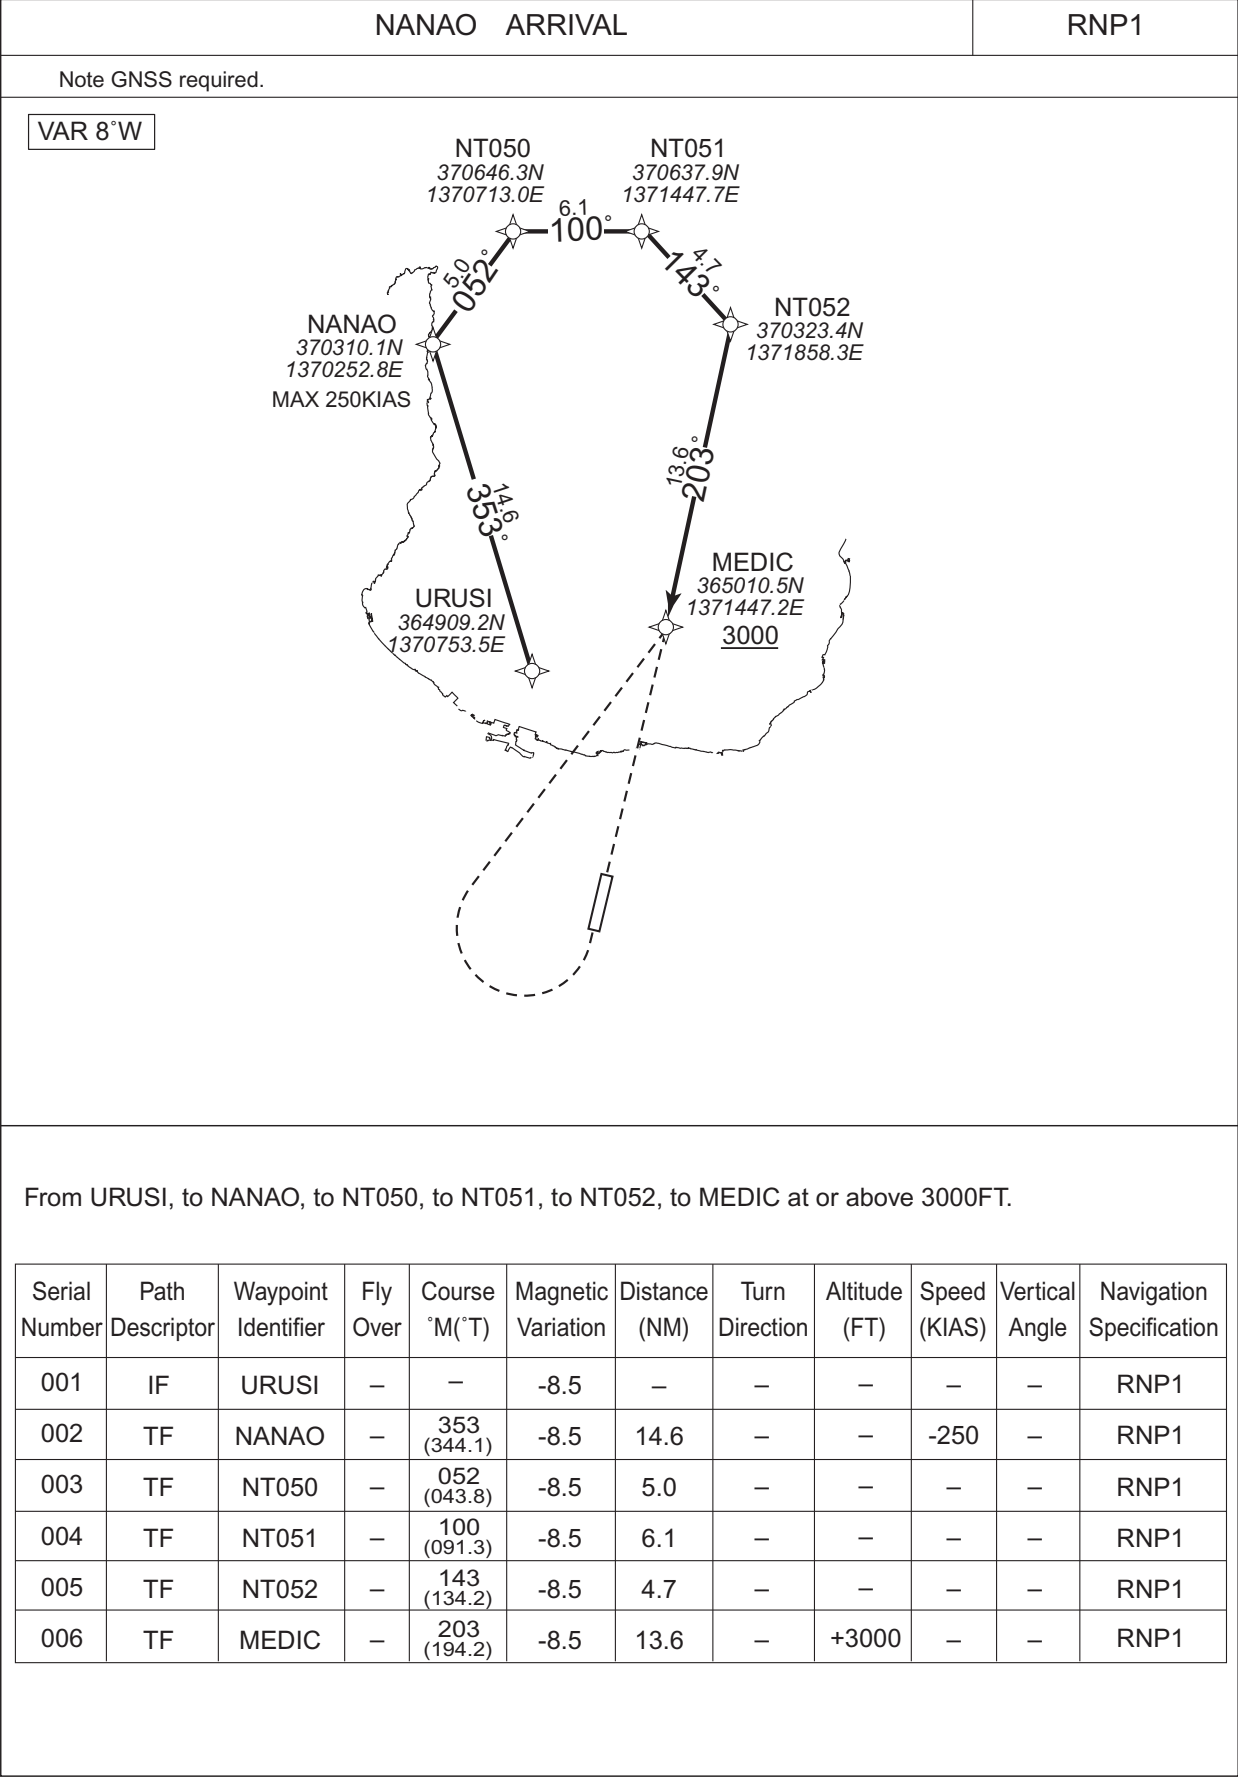 NANAO ARRIVAL
RNP1
Note GNSS required.
VAR 8˚W
NT050
370646.3N
1370713.0E
NT051
370637.9N
1371447.7E
6.1
100˚
5.0
052˚
4.7
143˚
NANAO
370310.1N
1370252.8E
MAX 250KIAS
NT052
370323.4N
1371858.3E
14.6
353˚
13.6
203˚
URUSI
364909.2N
1370753.5E
MEDIC
365010.5N
1371447.2E
3000
From URUSI, to NANAO, to NT050, to NT051, to NT052, to MEDIC at or above 3000FT.
Serial Number Path Descriptor Waypoint Identifier Fly Over Course ˚M(˚T) Magnetic Variation Distance (NM) Turn Direction Altitude (FT) Speed (KIAS) Vertical Angle Navigation Specification
001 IF URUSI – – -8.5 – – – – – RNP1
002 TF NANAO – 353 (344.1) -8.5 14.6 – – -250 – RNP1
003 TF NT050 – 052 (043.8) -8.5 5.0 – – – – RNP1
004 TF NT051 – 100 (091.3) -8.5 6.1 – – – – RNP1
005 TF NT052 – 143 (134.2) -8.5 4.7 – – – – RNP1
006 TF MEDIC – 203 (194.2) -8.5 13.6 – +3000 – – RNP1